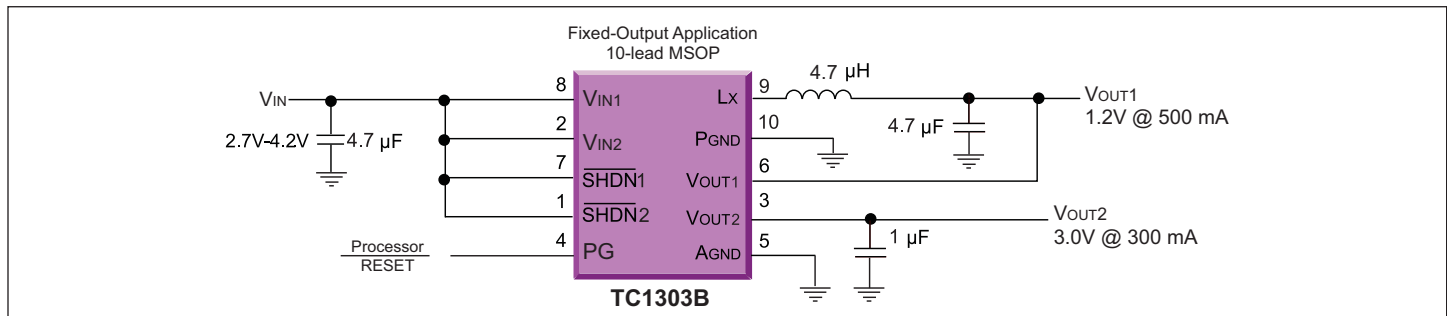 Fixed-Output Application
10-lead MSOP
VIN
2.7V-4.2V
4.7 µF
8
VIN1
2
VIN2
7
SHDN1
1
SHDN2
4
PG
Processor
RESET
LX
9
4.7 µH
PGND
10
VOUT1
6
VOUT2
3
AGND
5
4.7 µF
VOUT1
1.2V @ 500 mA
1 µF
VOUT2
3.0V @ 300 mA
TC1303B